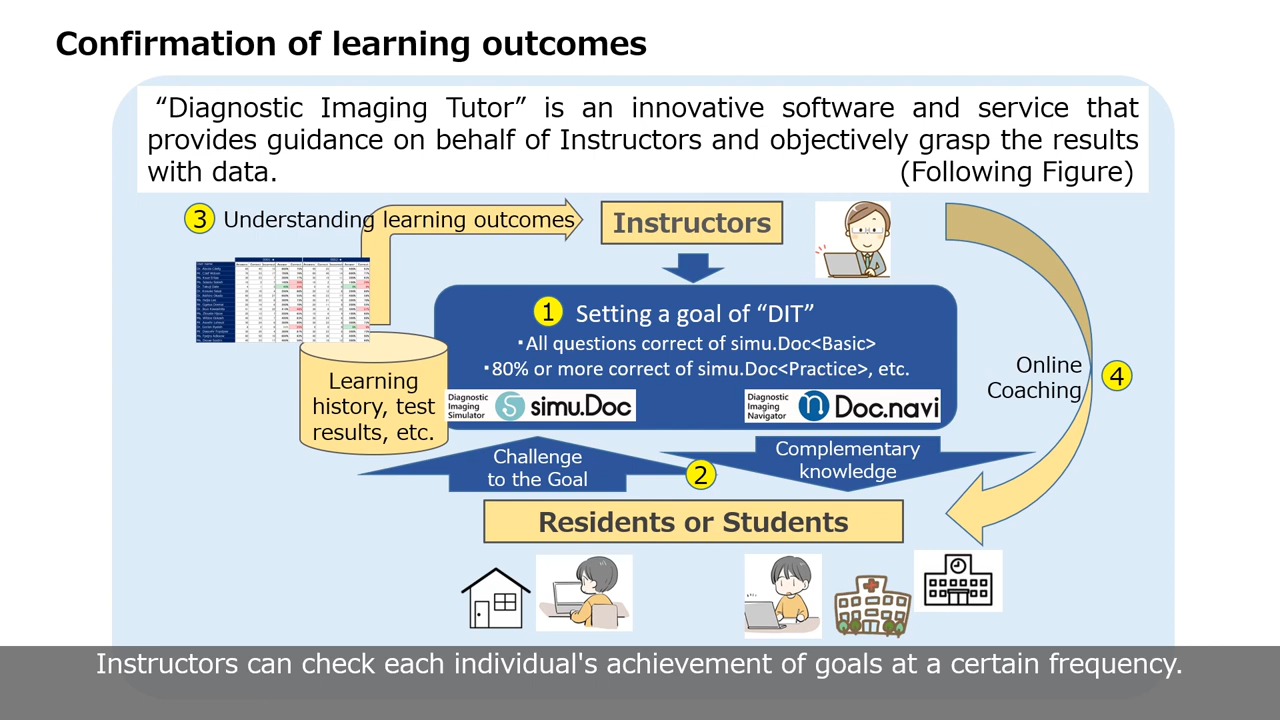 Confirmation of learning outcomes
“Diagnostic Imaging Tutor” is an innovative software and service that
provides guidance on behalf of Instructors and objectively grasp the results
with data. (Following Figure)
3 Understanding learning outcomes
Instructors
1 Setting a goal of “DIT”
・All questions correct of simu.Doc<Basic>
・80% or more correct of simu.Doc<Practice>, etc.
Diagnostic
Imaging
Simulator
simu.Doc
Diagnostic
Imaging
Navigator
Doc.navi
Learning
history, test
results, etc.
Online
Coaching
4
Challenge
to the Goal
2
Complementary
knowledge
Residents or Students
Instructors can check each individual's achievement of goals at a certain frequency.